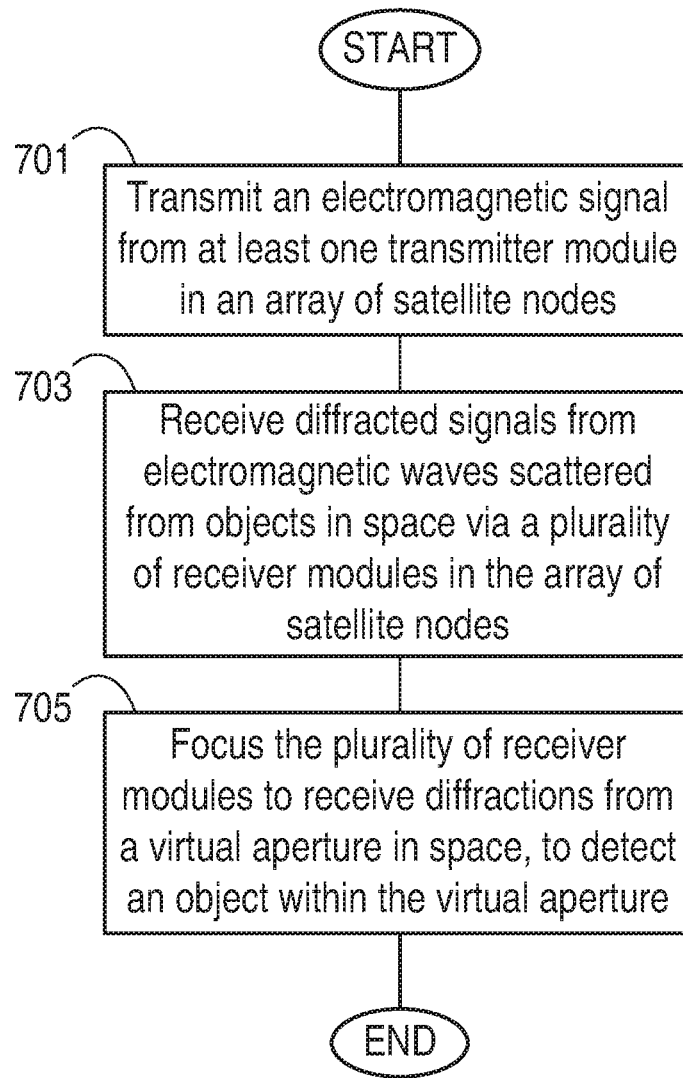 START
701
Transmit an electromagnetic signal
from at least one transmitter module
in an array of satellite nodes
703
Receive diffracted signals from
electromagnetic waves scattered
from objects in space via a plurality
of receiver modules in the array of
satellite nodes
705
Focus the plurality of receiver
modules to receive diffractions from
a virtual aperture in space, to detect
an object within the virtual aperture
END